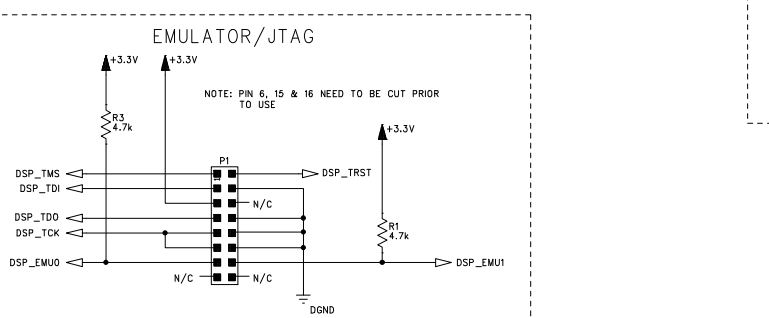 EMULATOR/JTAG
+3.3V
+3.3V
NOTE: PIN 6, 15 & 16 NEED TO BE CUT PRIOR
TO USE
R3
4.7k
+3.3V
P1
DSP_TMS
DSP_TRST
DSP_TDI
N/C
DSP_TDO
DSP_TCK
R1
4.7k
DSP_EMU0
DSP_EMU1
N/C
N/C
DGND